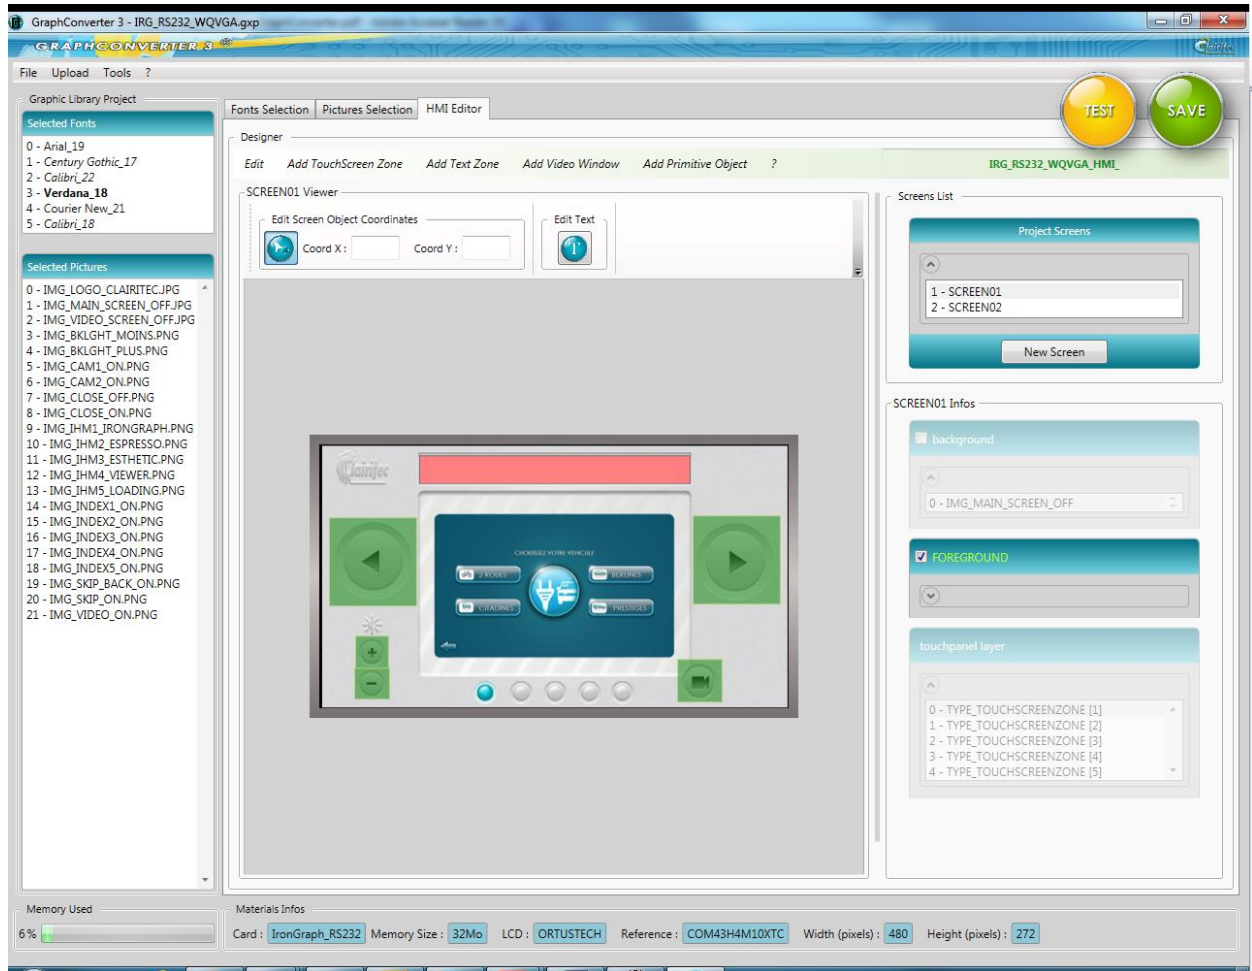 GraphConverter 3 - IRG_RS232_WQVGA.gxp
GRAPHCONVERTER 3
Clairitec
File Upload Tools ?
TEST
SAVE
Graphic Library Project
Selected Fonts
0 - Arial_19
1 - Century Gothic_17
2 - Calibri_22
3 - Verdana_18
4 - Courier New_21
5 - Calibri_18
Selected Pictures
0 - IMG_LOGO_CLAIRITEC.JPG
1 - IMG_MAIN_SCREEN_OFF.JPG
2 - IMG_VIDEO_SCREEN_OFF.JPG
3 - IMG_BKLGHT_MOINS.PNG
4 - IMG_BKLGHT_PLUS.PNG
5 - IMG_CAM1_ON.PNG
6 - IMG_CAM2_ON.PNG
7 - IMG_CLOSE_OFF.PNG
8 - IMG_CLOSE_ON.PNG
9 - IMG_IHM1_IRONGRAPH.PNG
10 - IMG_IHM2_ESPRESSO.PNG
11 - IMG_IHM3_ESTHETIC.PNG
12 - IMG_IHM4_VIEWER.PNG
13 - IMG_IHM5_LOADING.PNG
14 - IMG_INDEX1_ON.PNG
15 - IMG_INDEX2_ON.PNG
16 - IMG_INDEX3_ON.PNG
17 - IMG_INDEX4_ON.PNG
18 - IMG_INDEX5_ON.PNG
19 - IMG_SKIP_BACK_ON.PNG
20 - IMG_SKIP_ON.PNG
21 - IMG_VIDEO_ON.PNG
Fonts Selection Pictures Selection HMI Editor
Designer
Edit Add TouchScreen Zone Add Text Zone Add Video Window Add Primitive Object ?
IRG_RS232_WQVGA_HMI_
SCREEN01 Viewer
Edit Screen Object Coordinates
Coord X :
Coord Y :
Edit Text
T
Clairitec
CHOISISSEZ VOTRE VEHICULE
2 ROUES
BERLINES
CITADINES
PRESTIGES
Screens List
Project Screens
1 - SCREEN01
2 - SCREEN02
New Screen
SCREEN01 Infos
background
0 - IMG_MAIN_SCREEN_OFF
FOREGROUND
touchpanel layer
0 - TYPE_TOUCHSCREENZONE [1]
1 - TYPE_TOUCHSCREENZONE [2]
2 - TYPE_TOUCHSCREENZONE [3]
3 - TYPE_TOUCHSCREENZONE [4]
4 - TYPE_TOUCHSCREENZONE [5]
Memory Used
6 %
Materials Infos
Card : IronGraph_RS232 Memory Size : 32Mo LCD : ORTUSTECH Reference : COM43H4M10XTC Width (pixels) : 480 Height (pixels) : 272